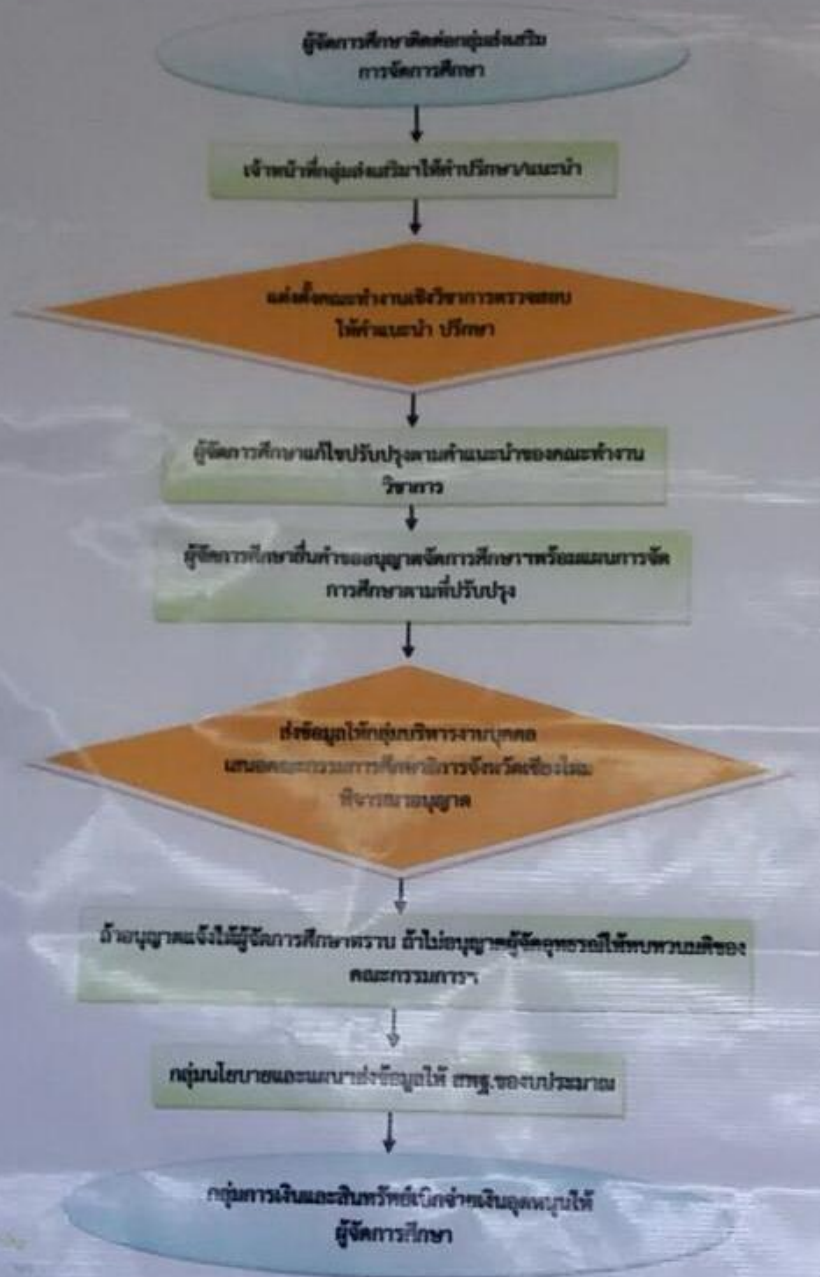 ผู้จัดการศึกษาติดต่อกลุ่มส่งเสริม
การจัดการศึกษา
เจ้าหน้าที่กลุ่มส่งเสริมฯให้คำปรึกษา/แนะนำ
แต่งตั้งคณะทำงานเชิงวิชาการตรวจสอบ
ให้คำแนะนำ ปรึกษา
ผู้จัดการศึกษาแก้ไขปรับปรุงตามคำแนะนำของคณะทำงาน
วิชาการ
ผู้จัดการศึกษายื่นคำขออนุญาตจัดการศึกษาฯพร้อมแผนการจัด
การศึกษาตามที่ปรับปรุง
ส่งข้อมูลให้กลุ่มบริหารงานบุคคล
เสนอคณะกรรมการศึกษาธิการจังหวัดเชียงใหม่
พิจารณาอนุญาต
ถ้าอนุญาตแจ้งให้ผู้จัดการศึกษาทราบ ถ้าไม่อนุญาตผู้จัดอุทธรณ์ให้ทบทวนมติของ
คณะกรรมการฯ
กลุ่มนโยบายและแผนฯส่งข้อมูลให้ สพฐ.ของบประมาณ
กลุ่มการเงินและสินทรัพย์เบิกจ่ายเงินอุดหนุนให้
ผู้จัดการศึกษา